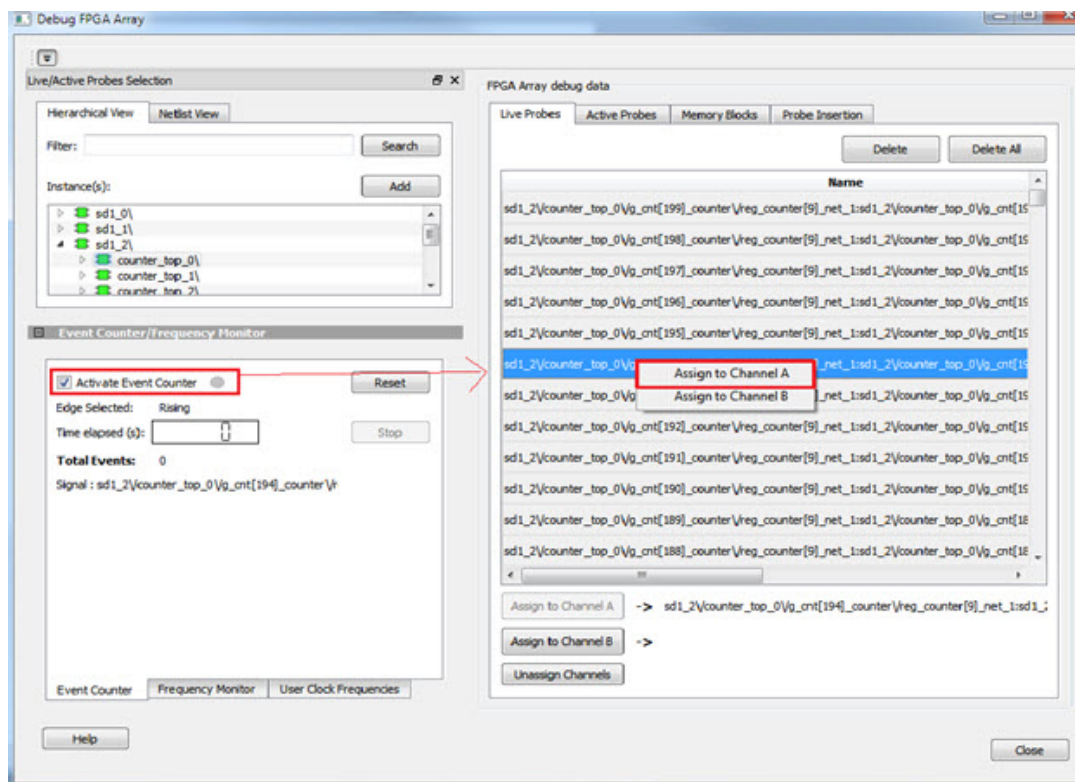 Debug FPGA Array
Live/Active Probes Selection
Hierarchical View
Netlist View
Filter:
Search
Instance(s):
Add
sd1_0\
sd1_1\
sd1_2\
counter_top_0\
counter_top_1\
counter_top_2\
Event Counter/Frequency Monitor
Activate Event Counter
Reset
Edge Selected: Rising
Time elapsed (s): 0
Stop
Total Events: 0
Signal : sd1_2\/counter_top_0\/g_cnt[194]_counter\/r
Event Counter
Frequency Monitor
User Clock Frequencies
Help
FPGA Array debug data
Live Probes
Active Probes
Memory Blocks
Probe Insertion
Delete
Delete All
Name
sd1_2\/counter_top_0\/g_cnt[199]_counter\/reg_counter[9]_net_1:sd1_2\/counter_top_0\/g_cnt[19
sd1_2\/counter_top_0\/g_cnt[198]_counter\/reg_counter[9]_net_1:sd1_2\/counter_top_0\/g_cnt[19
sd1_2\/counter_top_0\/g_cnt[197]_counter\/reg_counter[9]_net_1:sd1_2\/counter_top_0\/g_cnt[19
sd1_2\/counter_top_0\/g_cnt[196]_counter\/reg_counter[9]_net_1:sd1_2\/counter_top_0\/g_cnt[19
sd1_2\/counter_top_0\/g_cnt[195]_counter\/reg_counter[9]_net_1:sd1_2\/counter_top_0\/g_cnt[19
sd1_2\/counter_top_0\/ _net_1:sd1_2\/counter_top_0\/g_cnt[19
Assign to Channel A
sd1_2\/counter_top_0\/g _net_1:sd1_2\/counter_top_0\/g_cnt[19
Assign to Channel B
sd1_2\/counter_top_0\/g_cnt[192]_counter\/reg_counter[9]_net_1:sd1_2\/counter_top_0\/g_cnt[19
sd1_2\/counter_top_0\/g_cnt[191]_counter\/reg_counter[9]_net_1:sd1_2\/counter_top_0\/g_cnt[19
sd1_2\/counter_top_0\/g_cnt[190]_counter\/reg_counter[9]_net_1:sd1_2\/counter_top_0\/g_cnt[19
sd1_2\/counter_top_0\/g_cnt[189]_counter\/reg_counter[9]_net_1:sd1_2\/counter_top_0\/g_cnt[18
sd1_2\/counter_top_0\/g_cnt[188]_counter\/reg_counter[9]_net_1:sd1_2\/counter_top_0\/g_cnt[18
Assign to Channel A -> sd1_2\/counter_top_0\/g_cnt[194]_counter\/reg_counter[9]_net_1:sd1_2
Assign to Channel B ->
Unassign Channels
Close